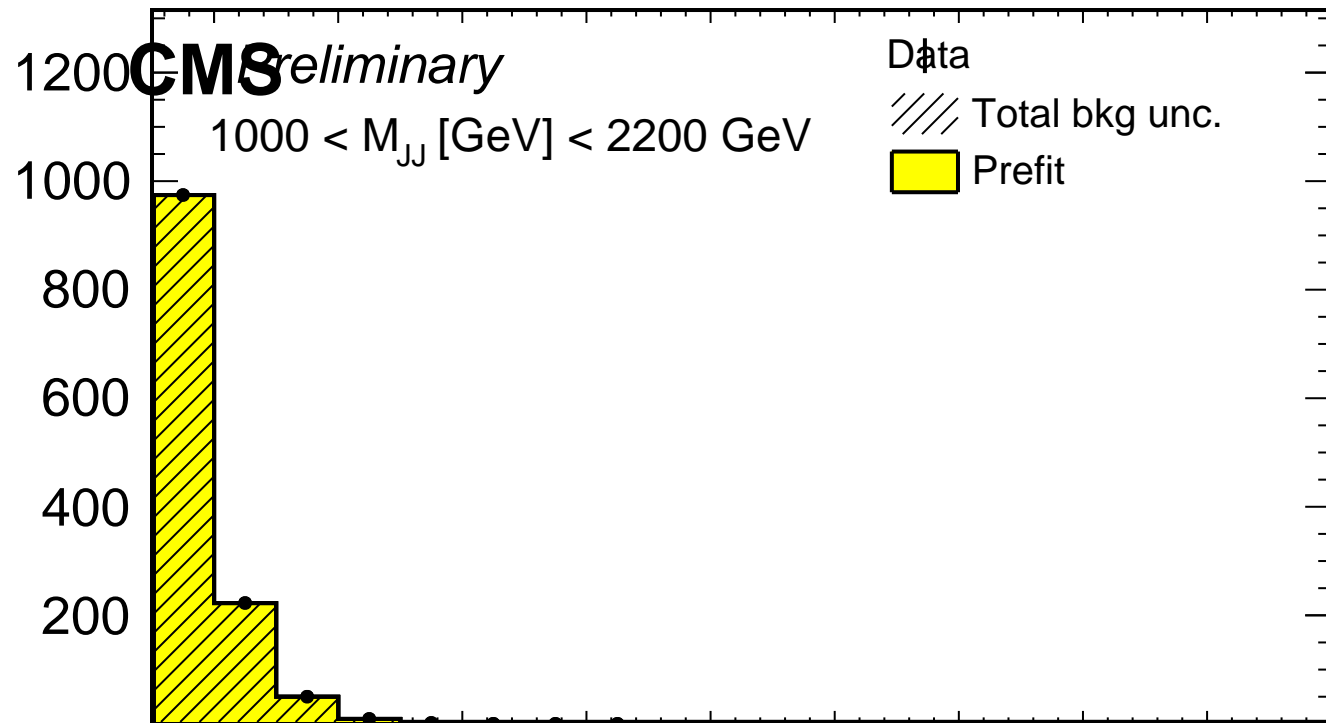 1200
1000
800
600
400
200
CMS Preliminary
1000 < M_JJ [GeV] < 2200 GeV
Data
Total bkg unc.
Prefit